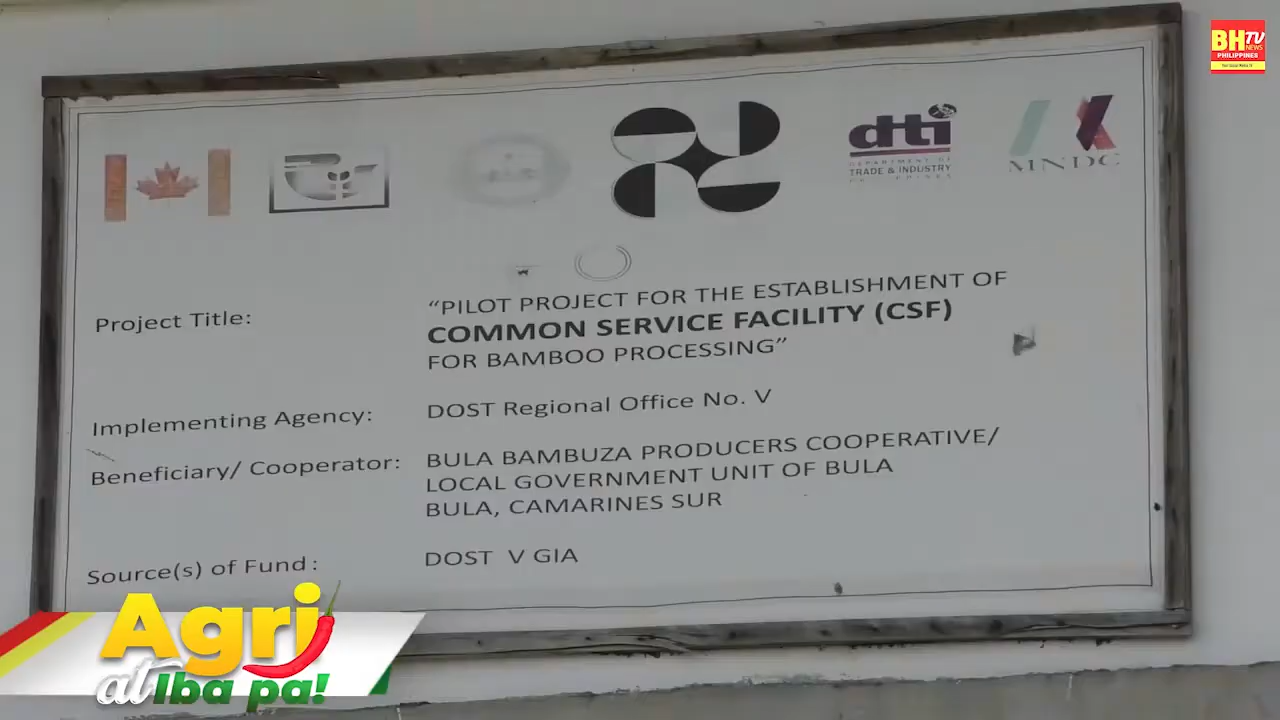 BHTV
NEWS
PHILIPPINES
dti
DEPARTMENT OF
TRADE & INDUSTRY
PHILIPPINES
MNDC
Project Title:
“PILOT PROJECT FOR THE ESTABLISHMENT OF
COMMON SERVICE FACILITY (CSF)
FOR BAMBOO PROCESSING”
Implementing Agency:
DOST Regional Office No. V
Beneficiary/ Cooperator:
BULA BAMBUZA PRODUCERS COOPERATIVE/
LOCAL GOVERNMENT UNIT OF BULA
BULA, CAMARINES SUR
Source(s) of Fund :
DOST V GIA
Agri
at Iba pa!